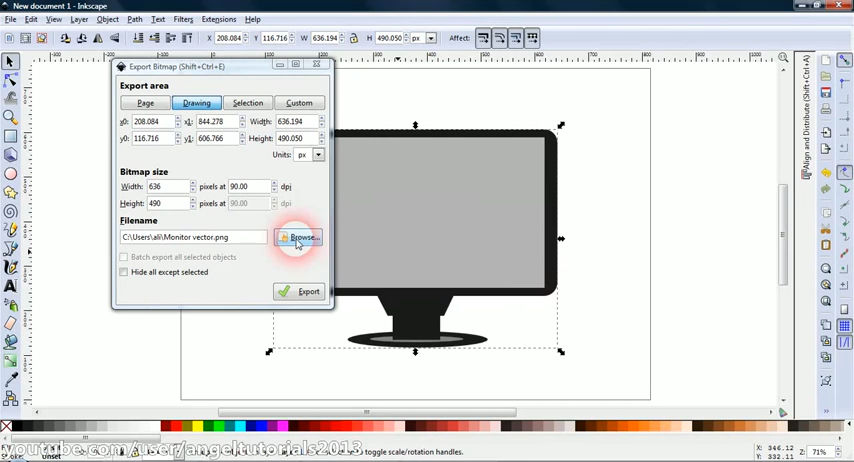 New document 1 - Inkscape
File Edit View Layer Object Path Text Filters Extensions Help
X 208.084 Y 116.716 W 636.194 H 490.050 px Affect:
Export Bitmap (Shift+Ctrl+E)
Export area
Page Drawing Selection Custom
x0: 208.084 x1: 844.278 Width: 636.194
y0: 116.716 y1: 606.766 Height: 490.050
Units: px
Bitmap size
Width: 636 pixels at 90.00 dpi
Height: 490 pixels at 90.00 dpi
Filename
C:\Users\ali\Monitor vector.png Browse...
Batch export all selected objects
Hide all except selected
Export
Align and Distribute (Shift+Ct
youtube.com/user/angeltutorials2013
Unset
to toggle scale/rotation handles.
X: 346.12
Y: 332.11
Z: 71%